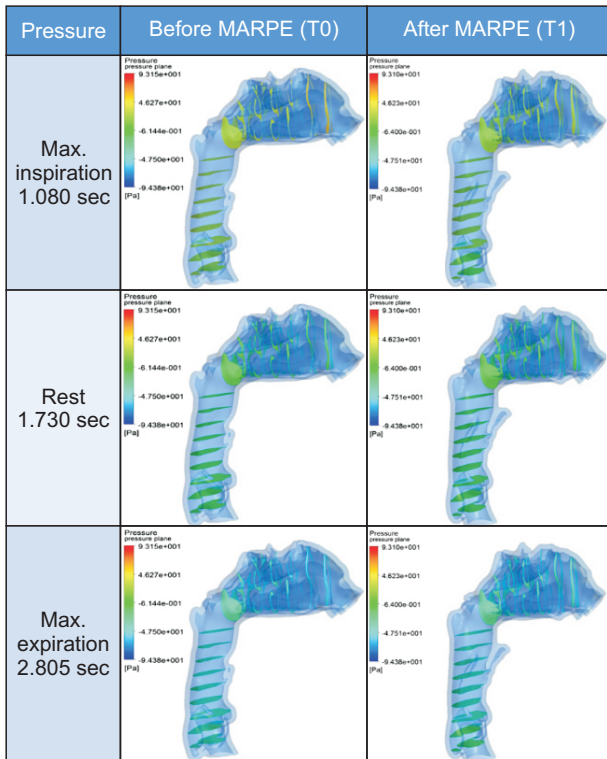 Pressure
Before MARPE (T0)
After MARPE (T1)
Max.
inspiration
1.080 sec
Pressure
pressure plane
9.315e+001
4.627e+001
-6.144e-001
-4.750e+001
-9.438e+001
[Pa]
Pressure
pressure plane
9.310e+001
4.623e+001
-6.400e-001
-4.751e+001
-9.438e+001
[Pa]
Rest
1.730 sec
Pressure
pressure plane
9.315e+001
4.627e+001
-6.144e-001
-4.750e+001
-9.438e+001
[Pa]
Pressure
pressure plane
9.310e+001
4.623e+001
-6.400e-001
-4.751e+001
-9.438e+001
[Pa]
Max.
expiration
2.805 sec
Pressure
pressure plane
9.315e+001
4.627e+001
-6.144e-001
-4.750e+001
-9.438e+001
[Pa]
Pressure
pressure plane
9.310e+001
4.623e+001
-6.400e-001
-4.751e+001
-9.438e+001
[Pa]